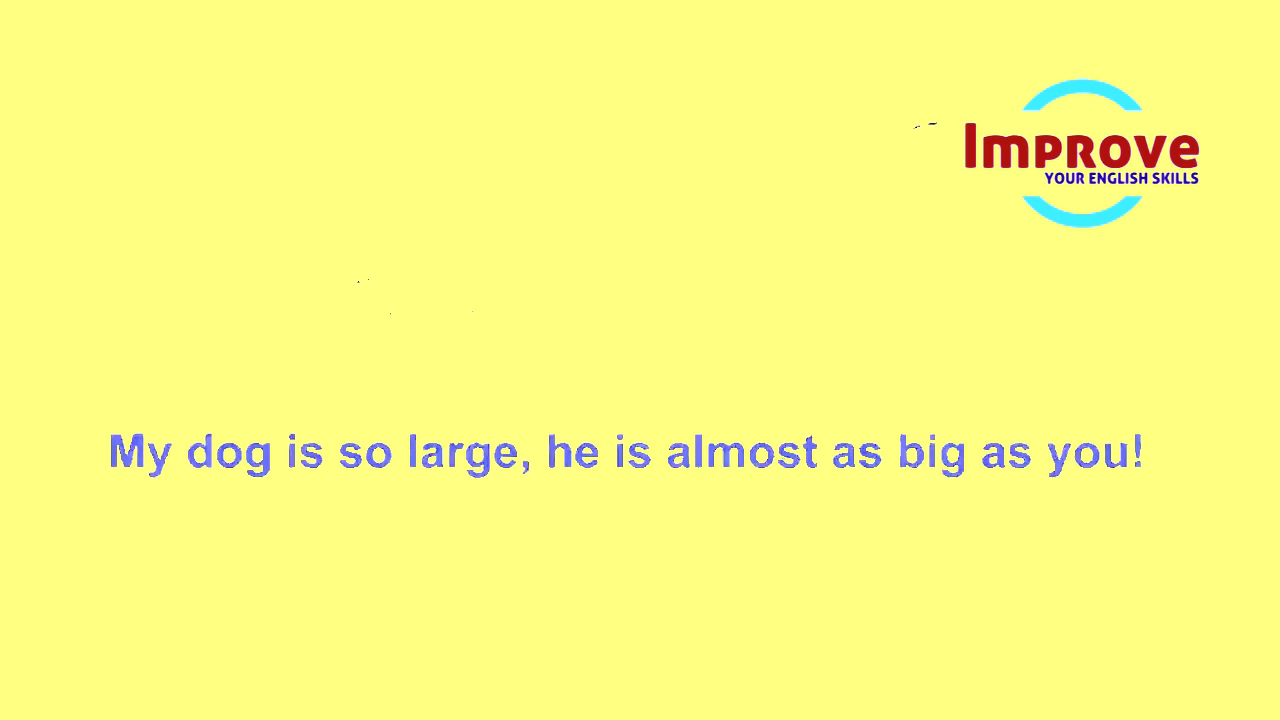 Improve
YOUR ENGLISH SKILLS
My dog is so large, he is almost as big as you!